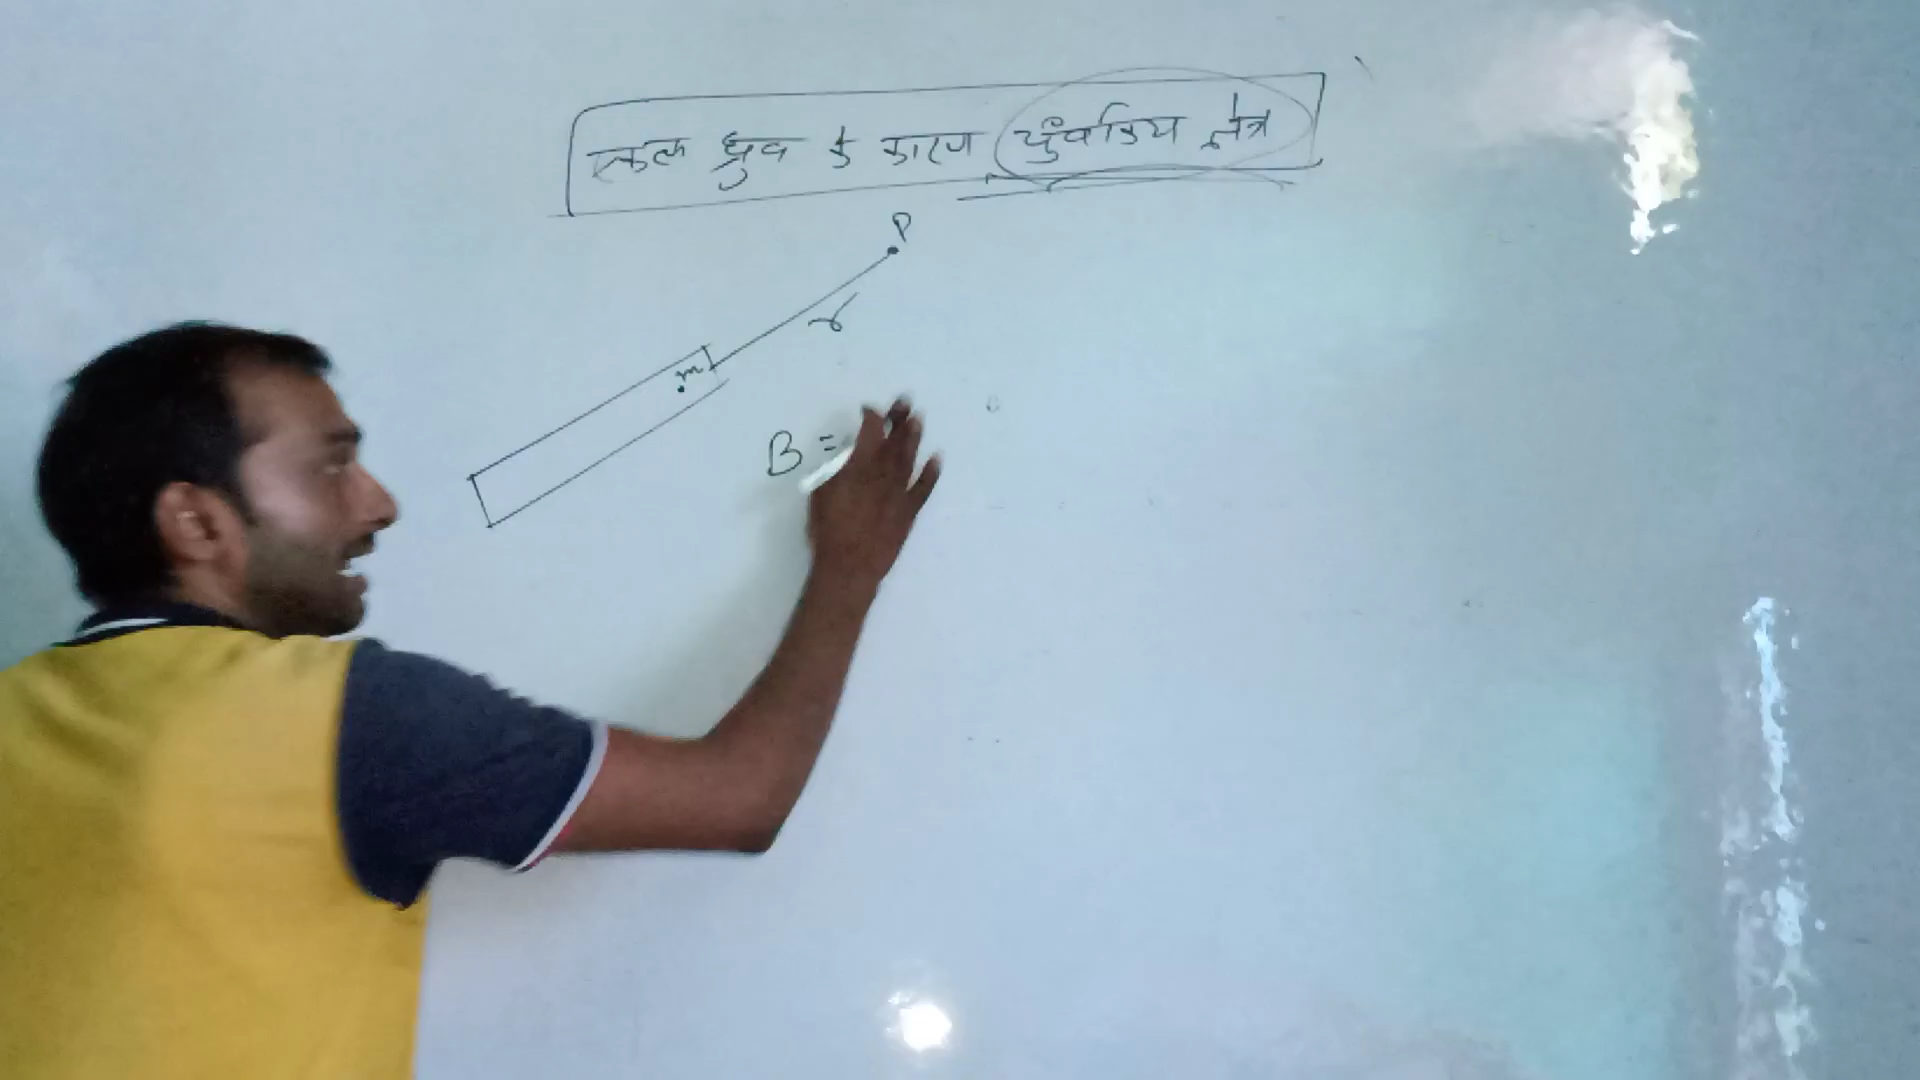 एकल ध्रुव के कारण चुंबकिय क्षेत्र
P
r
m
B =